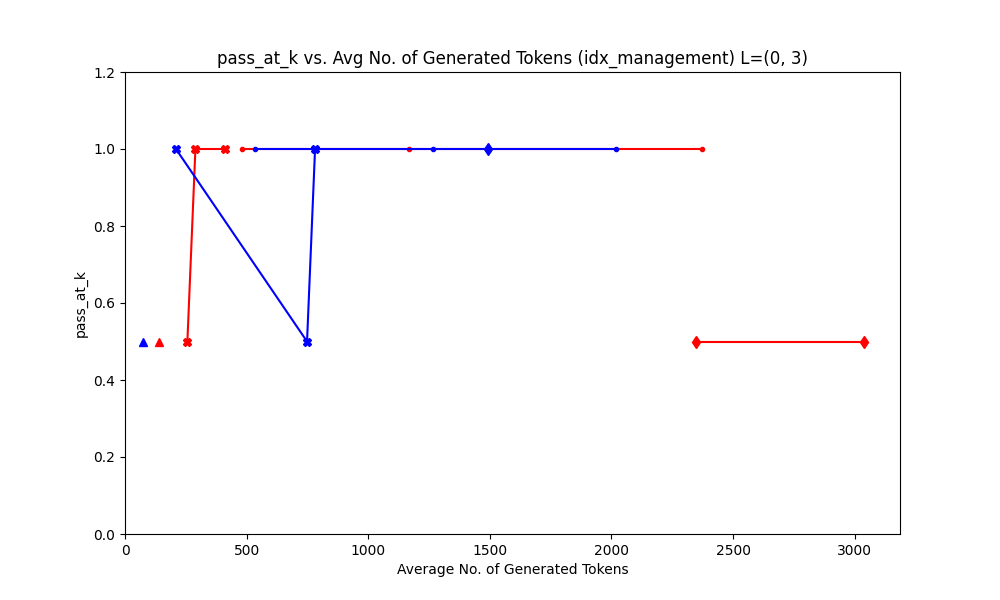 pass_at_k vs. Avg No. of Generated Tokens (idx_management) L=(0, 3)
1.2
1.0
0.8
0.6
0.4
0.2
0.0
pass_at_k
0 500 1000 1500 2000 2500 3000
Average No. of Generated Tokens